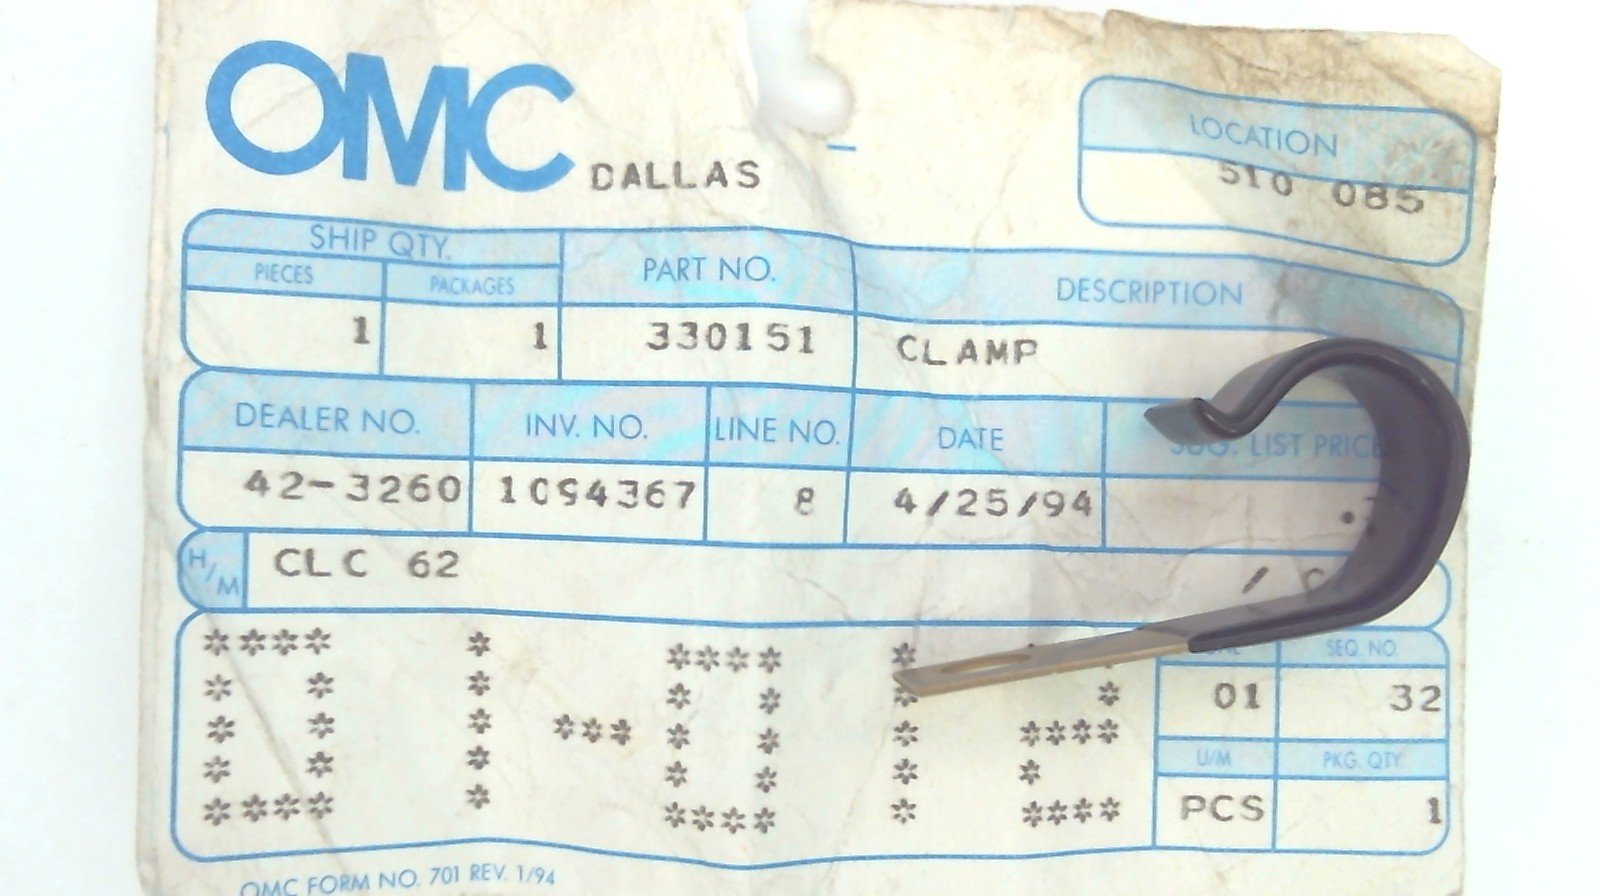 OMC DALLAS
LOCATION
510 085
SHIP QTY. PART NO. DESCRIPTION
PIECES PACKAGES
1 1 330151 CLAMP
DEALER NO. INV. NO. LINE NO. DATE SUG. LIST PRICE
42-3260 1094367 8 4/25/94
H/M CLC 62 /
**** * **** *
* * * * * * *
* * * *** * * * ****
* * * * * * *
**** * **** * ****
SEQ. NO
01 32
U/M PKG. QTY.
PCS 1
OMC FORM NO. 701 REV. 1/94